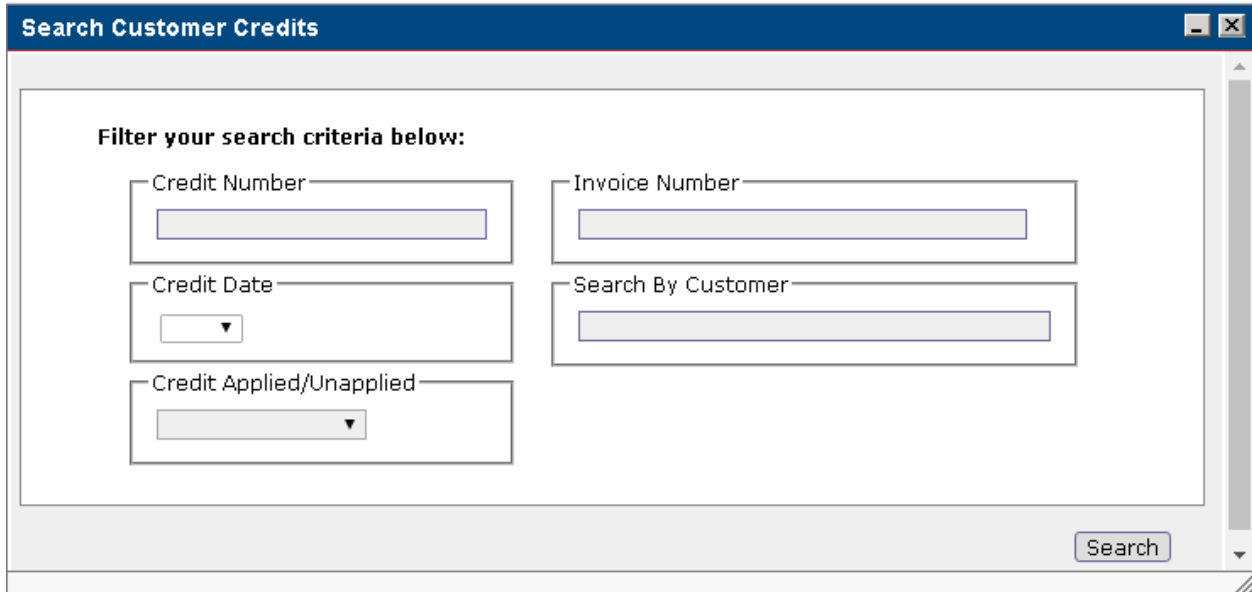 Search Customer Credits
Filter your search criteria below:
Credit Number
Invoice Number
Credit Date
Search By Customer
Credit Applied/Unapplied
Search